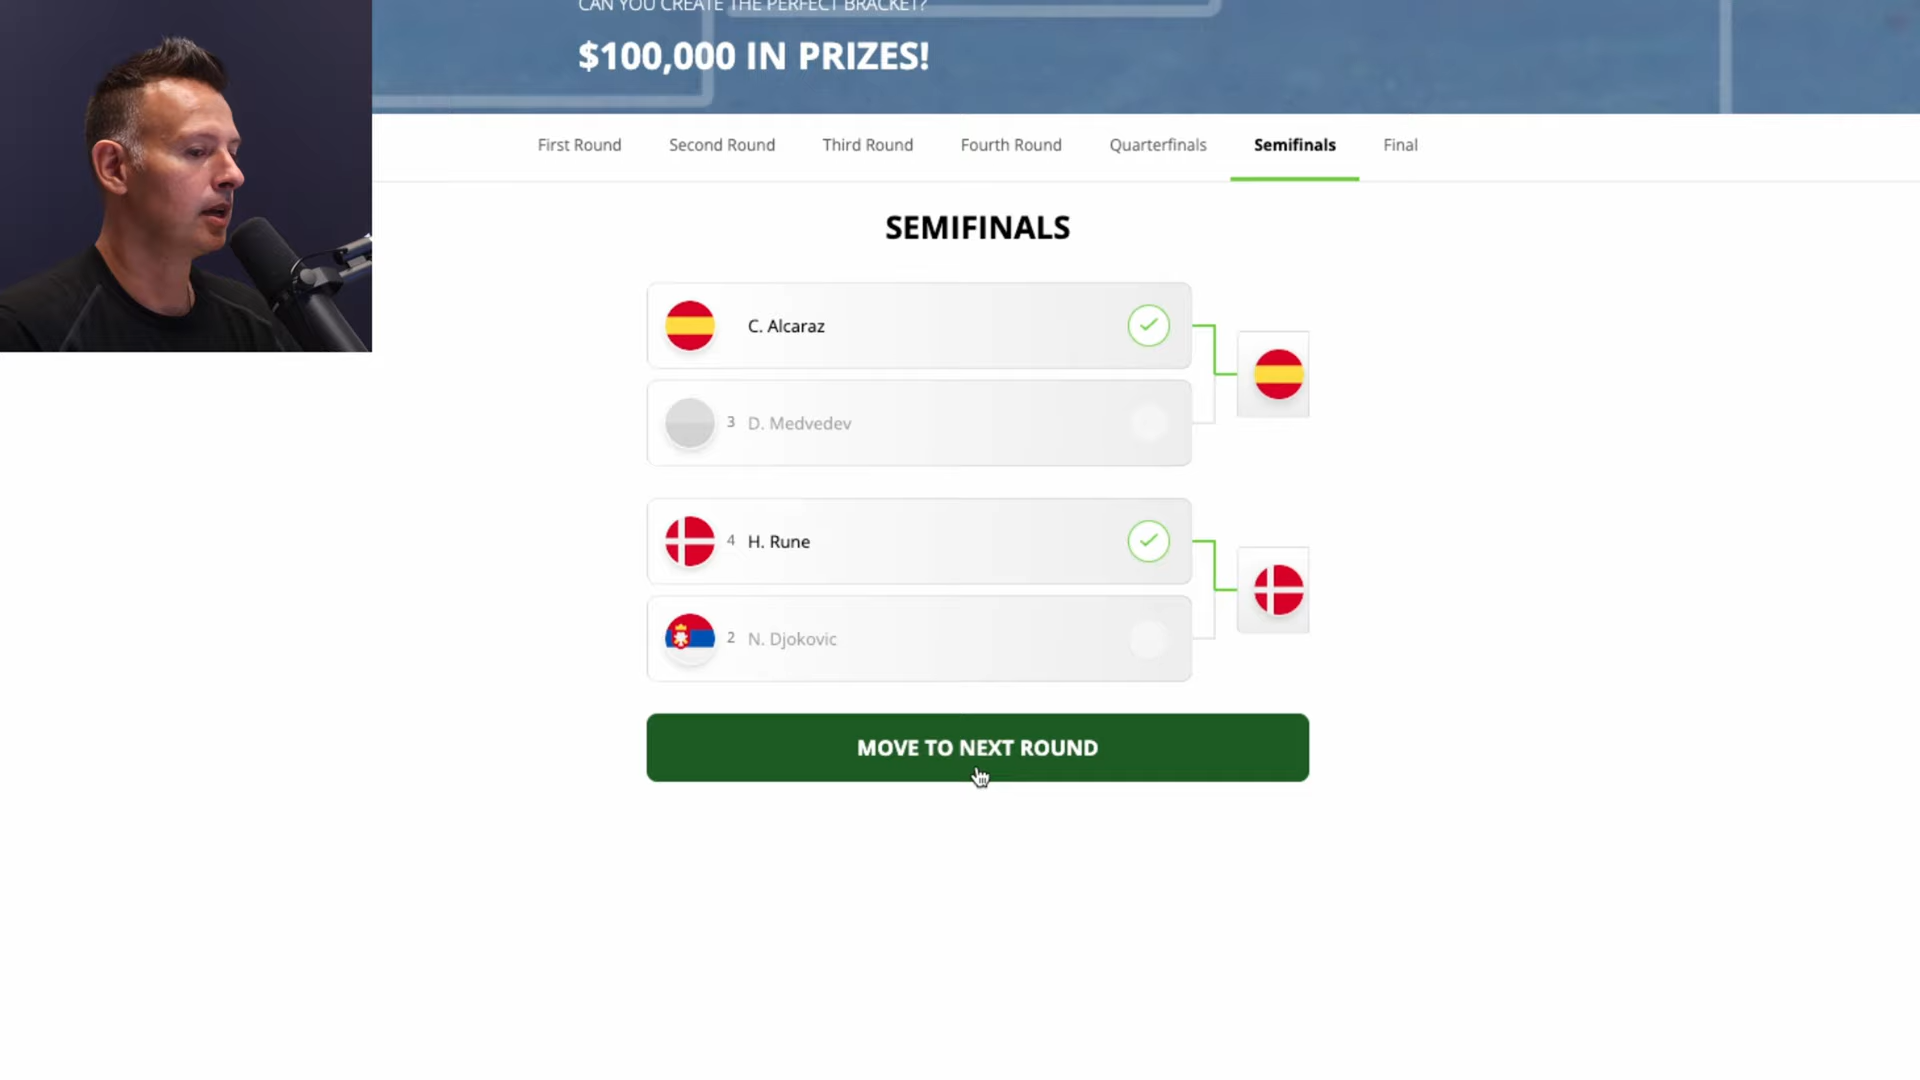 CAN YOU CREATE THE PERFECT BRACKET?
$100,000 IN PRIZES!
First Round Second Round Third Round Fourth Round Quarterfinals Semifinals Final
SEMIFINALS
C. Alcaraz
3 D. Medvedev
4 H. Rune
2 N. Djokovic
MOVE TO NEXT ROUND